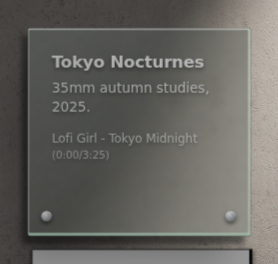 Tokyo Nocturnes
35mm autumn studies,
2025.
Lofi Girl - Tokyo Midnight
(0:00/3:25)